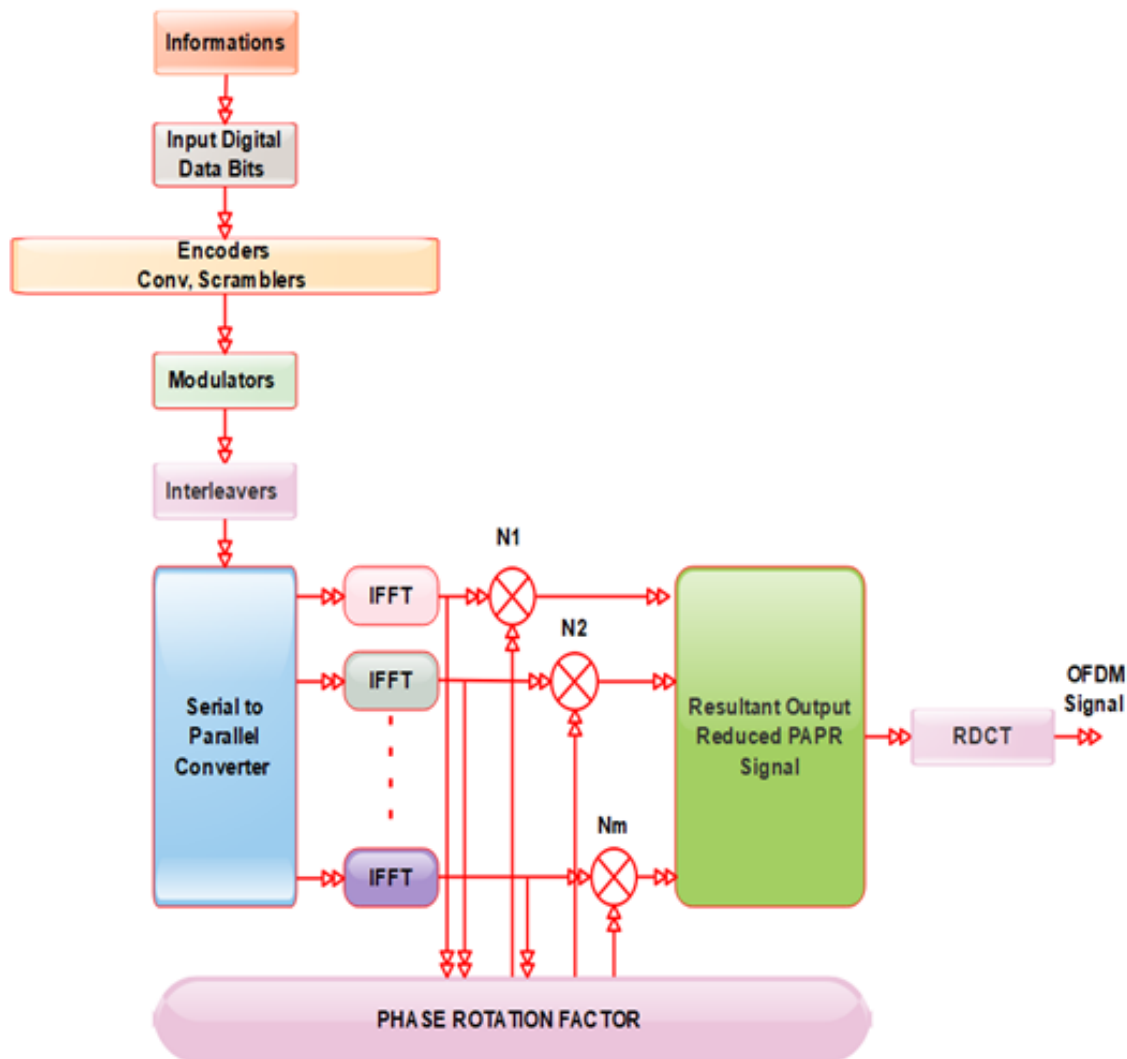 Informations
Input Digital
Data Bits
Encoders
Conv, Scramblers
Modulators
Interleavers
Serial to
Parallel
Converter
IFFT
IFFT
IFFT
N1
N2
Nm
Resultant Output
Reduced PAPR
Signal
RDCT
OFDM
Signal
PHASE ROTATION FACTOR